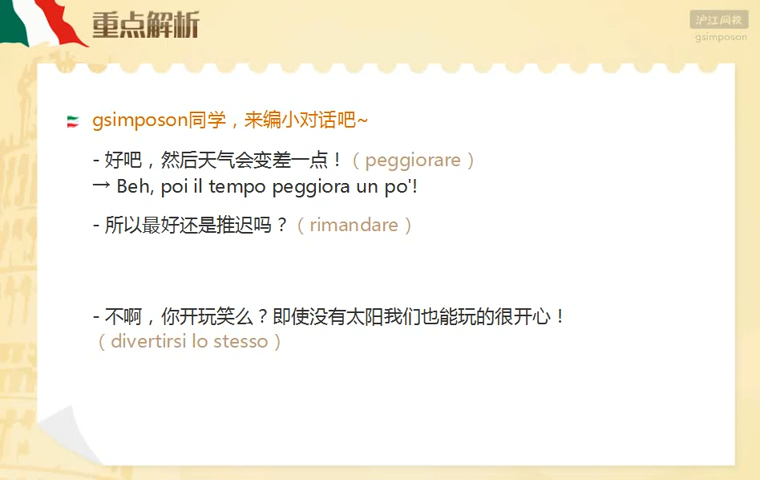 重点解析
沪江网校
gsimposon
gsimposon同学，来编小对话吧~
- 好吧，然后天气会变差一点！（peggiorare）
→ Beh, poi il tempo peggiora un po'!
- 所以最好还是推迟吗？（rimandare）
- 不啊，你开玩笑么？即使没有太阳我们也能玩的很开心！
（divertirsi lo stesso）